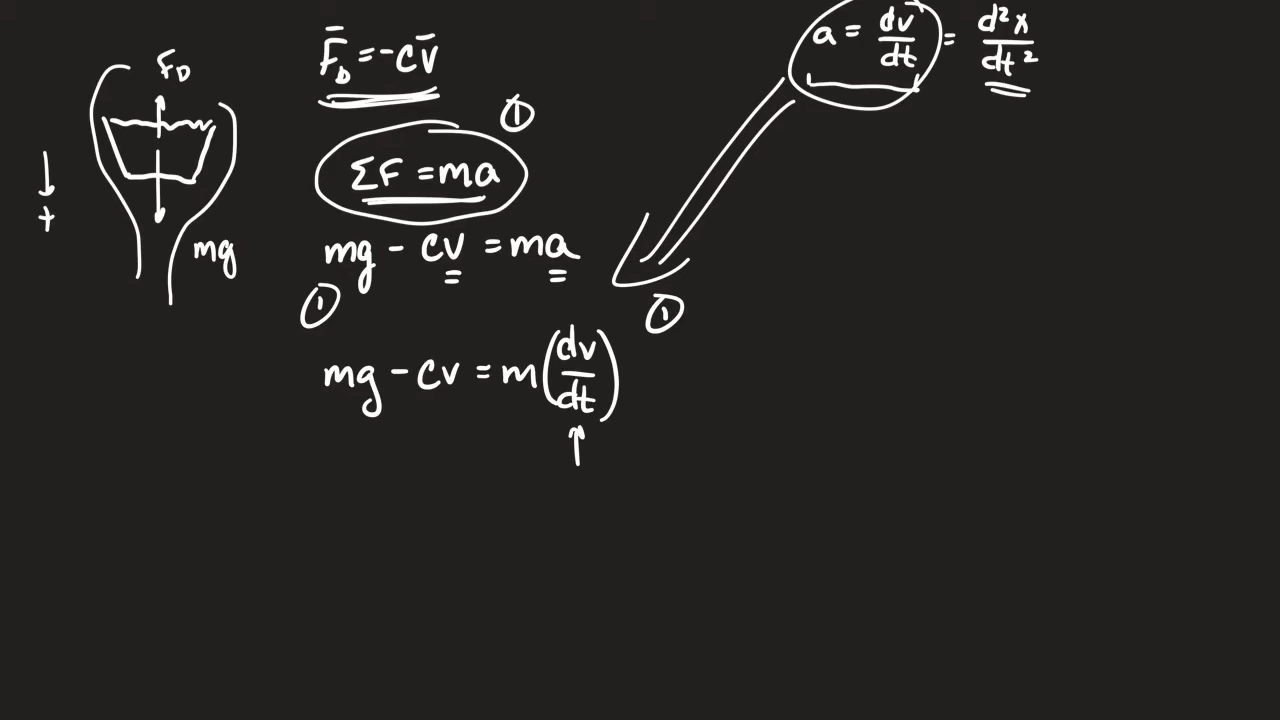 a = dv/dt = d²x/dt²
F_D
F̄_D = -cv̄
①
ΣF = ma
+
mg
mg - cv = ma
①
①
mg - cv = m(dv/dt)